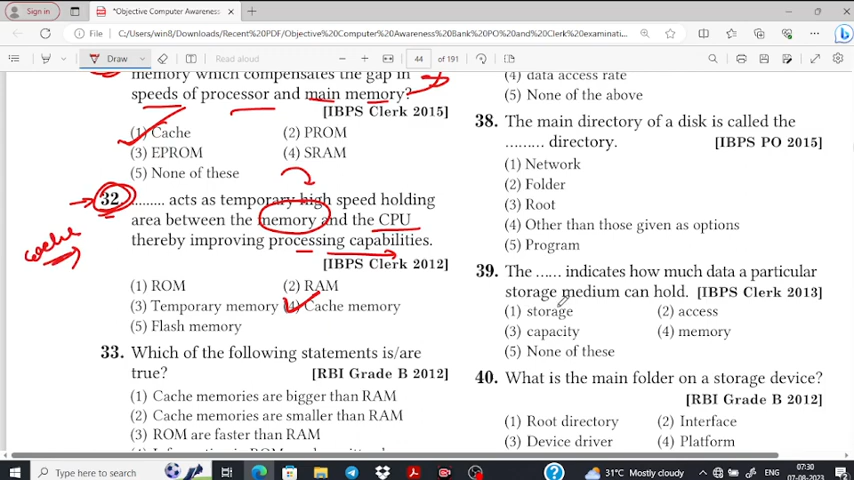 Sign in
*Objective Computer Awareness
File
C:/Users/win8/Downloads/Recent%20PDF/Objective%20Computer%20Awareness%20Bank%20PO%20and%20Clerk%20examinati...
Draw
Read aloud
44 of 191
memory which compensates the gap in
speeds of processor and main memory?
[IBPS Clerk 2015]
(1) Cache (2) PROM
(3) EPROM (4) SRAM
(5) None of these
32. ......... acts as temporary high speed holding
area between the memory and the CPU
thereby improving processing capabilities.
[IBPS Clerk 2012]
cache
(1) ROM (2) RAM
(3) Temporary memory (4) Cache memory
(5) Flash memory
33. Which of the following statements is/are
true? [RBI Grade B 2012]
(1) Cache memories are bigger than RAM
(2) Cache memories are smaller than RAM
(3) ROM are faster than RAM
(4) data access rate
(5) None of the above
38. The main directory of a disk is called the
......... directory. [IBPS PO 2015]
(1) Network
(2) Folder
(3) Root
(4) Other than those given as options
(5) Program
39. The ...... indicates how much data a particular
storage medium can hold. [IBPS Clerk 2013]
(1) storage (2) access
(3) capacity (4) memory
(5) None of these
40. What is the main folder on a storage device?
[RBI Grade B 2012]
(1) Root directory (2) Interface
(3) Device driver (4) Platform
Type here to search
31°C Mostly cloudy
ENG
07:30
07-08-2023